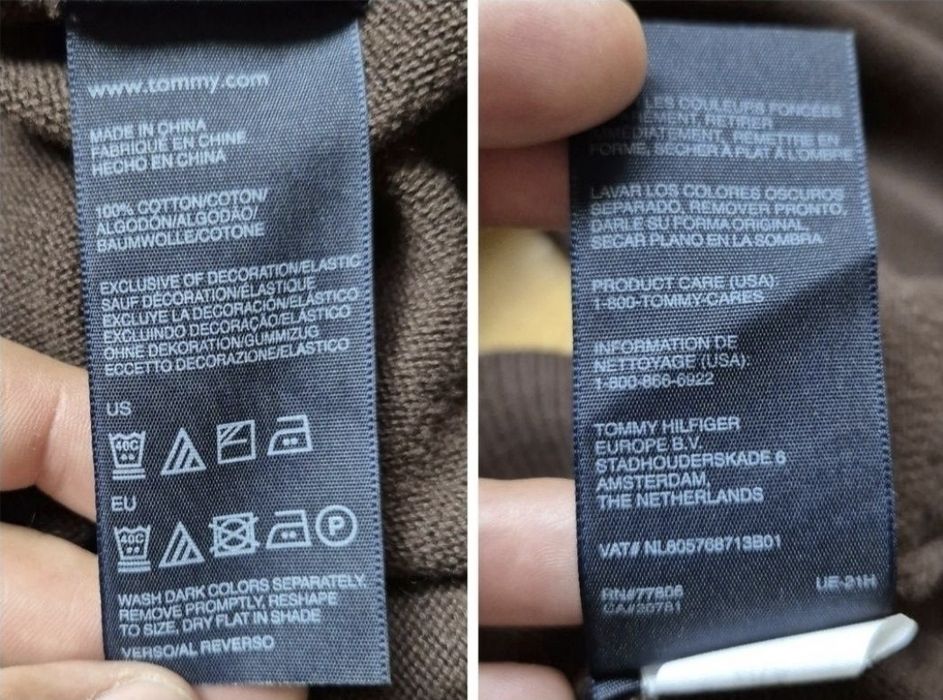 www.tommy.com
MADE IN CHINA
FABRIQUE EN CHINE
HECHO EN CHINA
100% COTTON/COTON/
ALGODÓN/ALGODÃO/
BAUMWOLLE/COTONE
EXCLUSIVE OF DECORATION/ELASTIC
SAUF DÉCORATION/ÉLASTIQUE
EXCLUYE LA DECORACIÓN/ELÁSTICO
EXCLUINDO DECORAÇÃO/ELÁSTICO
OHNE DEKORATION/GUMMIZUG
ECCETTO DECORAZIONE/ELASTICO
US
40C
EU
40C
P
WASH DARK COLORS SEPARATELY.
REMOVE PROMPTLY, RESHAPE
TO SIZE, DRY FLAT IN SHADE
VERSO/AL REVERSO
LES COULEURS FONCÉES
RETIRER
IMMÉDIATEMENT, REMETTRE EN
FORME, SÉCHER À PLAT À L'OMBRE
LAVAR LOS COLORES OSCUROS
SEPARADO. REMOVER PRONTO,
DARLE SU FORMA ORIGINAL.
SECAR PLANO EN LA SOMBRA
PRODUCT CARE (USA):
1-800-TOMMY-CARES
INFORMATION DE
NETTOYAGE (USA):
1-800-866-6922
TOMMY HILFIGER
EUROPE B.V.
STADHOUDERSKADE 6
AMSTERDAM,
THE NETHERLANDS
VAT# NL805768713B01
RN#77806
CA#20781
UE-21H